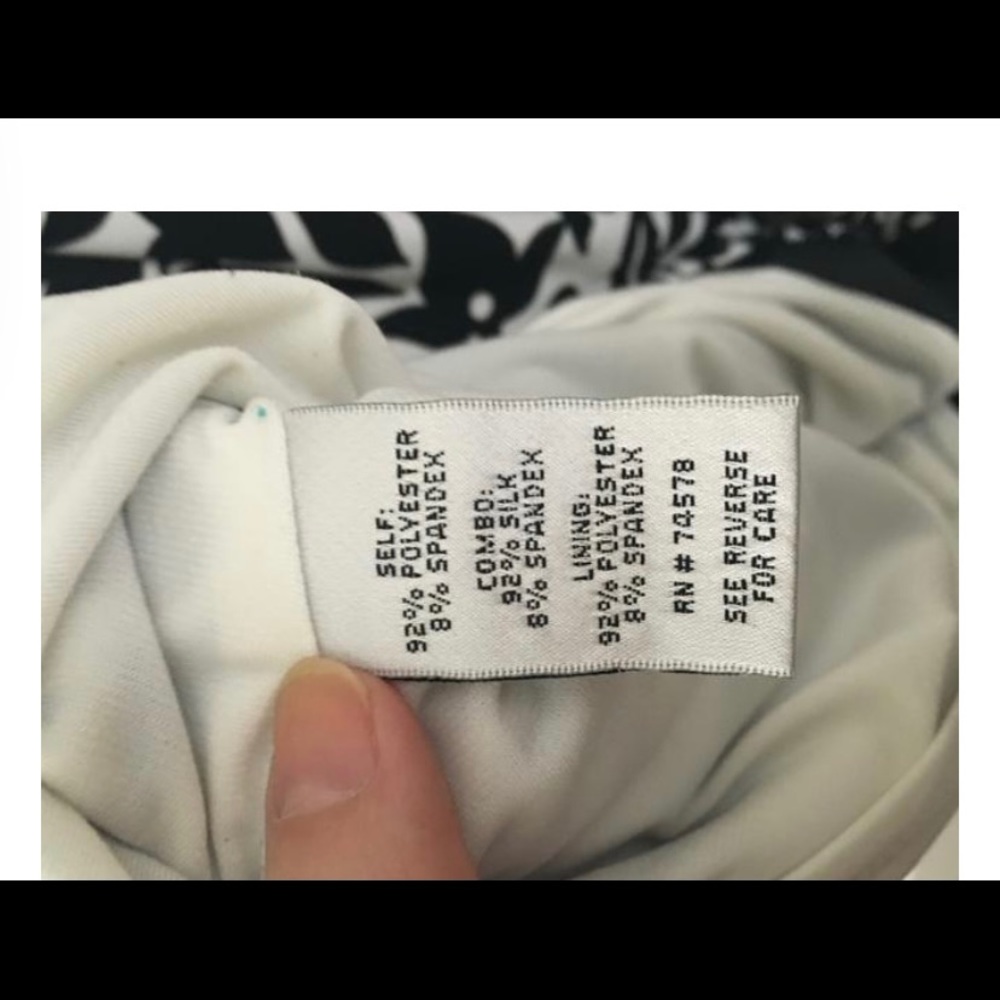 SELF:
92% POLYESTER
8% SPANDEX
COMBO:
92% SILK
8% SPANDEX
LINING:
92% POLYESTER
8% SPANDEX
RN # 74578
SEE REVERSE
FOR CARE